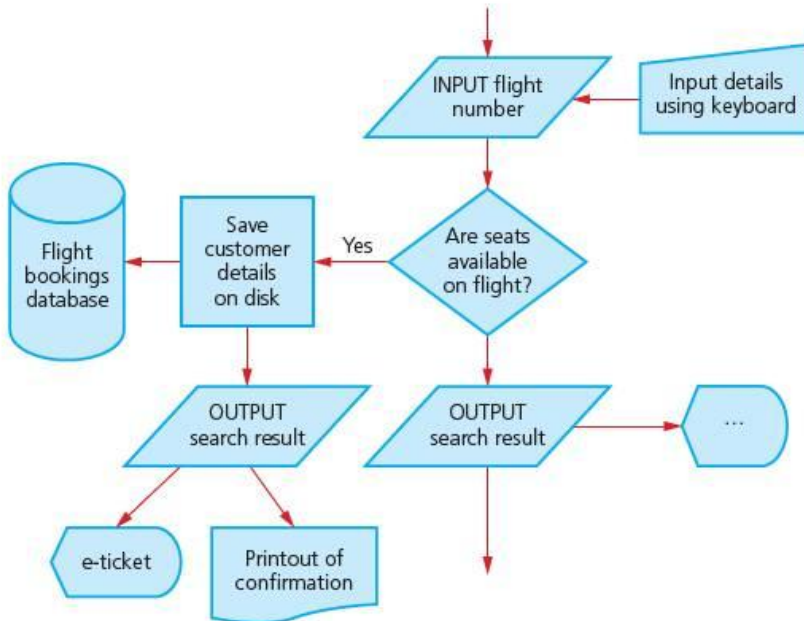 INPUT flight
number
Input details
using keyboard
Flight
bookings
database
Save
customer
details
on disk
Yes
Are seats
available
on flight?
OUTPUT
search result
OUTPUT
search result
...
e-ticket
Printout of
confirmation